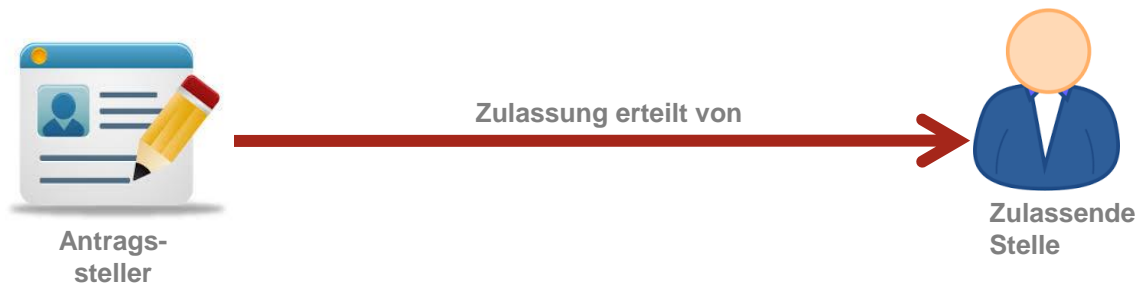 Zulassung erteilt von
Antrags-
steller
Zulassende
Stelle